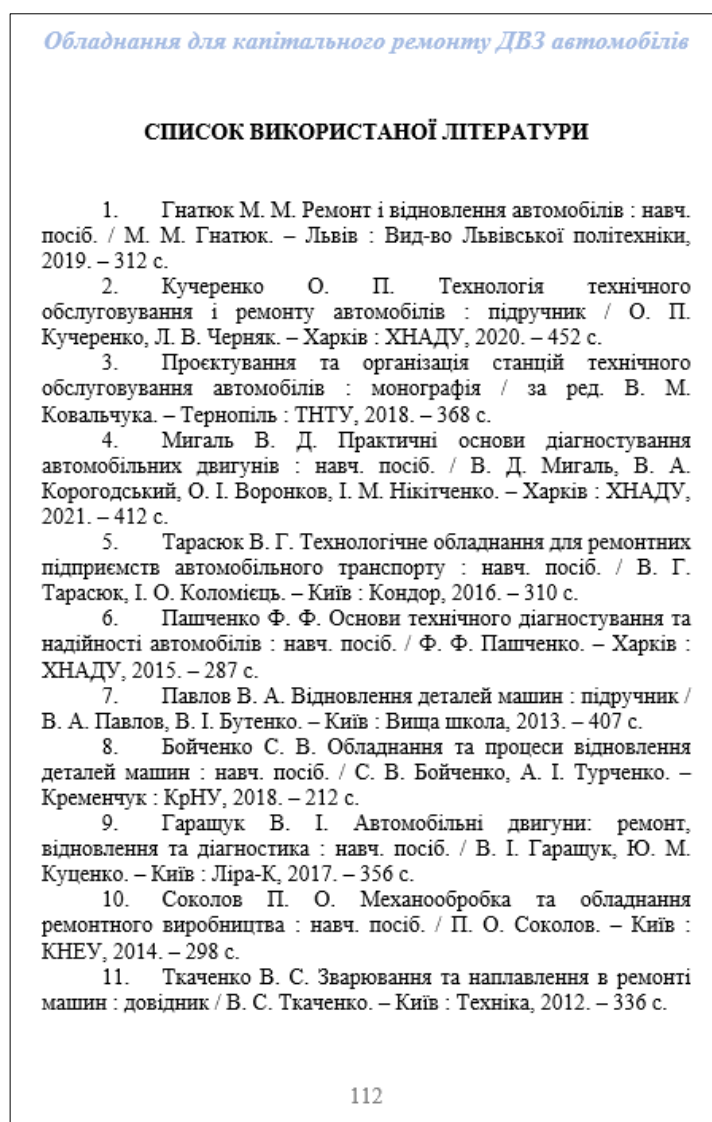 Обладнання для капітального ремонту ДВЗ автомобілів
СПИСОК ВИКОРИСТАНОЇ ЛІТЕРАТУРИ
1. Гнатюк М. М. Ремонт і відновлення автомобілів : навч.
посіб. / М. М. Гнатюк. – Львів : Вид-во Львівської політехніки,
2019. – 312 с.
2. Кучеренко О. П. Технологія технічного
обслуговування і ремонту автомобілів : підручник / О. П.
Кучеренко, Л. В. Черняк. – Харків : ХНАДУ, 2020. – 452 с.
3. Проєктування та організація станцій технічного
обслуговування автомобілів : монографія / за ред. В. М.
Ковальчука. – Тернопіль : ТНТУ, 2018. – 368 с.
4. Мигаль В. Д. Практичні основи діагностування
автомобільних двигунів : навч. посіб. / В. Д. Мигаль, В. А.
Корогодський, О. І. Воронков, І. М. Нікітченко. – Харків : ХНАДУ,
2021. – 412 с.
5. Тарасюк В. Г. Технологічне обладнання для ремонтних
підприємств автомобільного транспорту : навч. посіб. / В. Г.
Тарасюк, І. О. Коломієць. – Київ : Кондор, 2016. – 310 с.
6. Пашченко Ф. Ф. Основи технічного діагностування та
надійності автомобілів : навч. посіб. / Ф. Ф. Пашченко. – Харків :
ХНАДУ, 2015. – 287 с.
7. Павлов В. А. Відновлення деталей машин : підручник /
В. А. Павлов, В. І. Бутенко. – Київ : Вища школа, 2013. – 407 с.
8. Бойченко С. В. Обладнання та процеси відновлення
деталей машин : навч. посіб. / С. В. Бойченко, А. І. Турченко. –
Кременчук : КрНУ, 2018. – 212 с.
9. Гаращук В. І. Автомобільні двигуни: ремонт,
відновлення та діагностика : навч. посіб. / В. І. Гаращук, Ю. М.
Куценко. – Київ : Ліра-К, 2017. – 356 с.
10. Соколов П. О. Механообробка та обладнання
ремонтного виробництва : навч. посіб. / П. О. Соколов. – Київ :
КНЕУ, 2014. – 298 с.
11. Ткаченко В. С. Зварювання та наплавлення в ремонті
машин : довідник / В. С. Ткаченко. – Київ : Техніка, 2012. – 336 с.
112